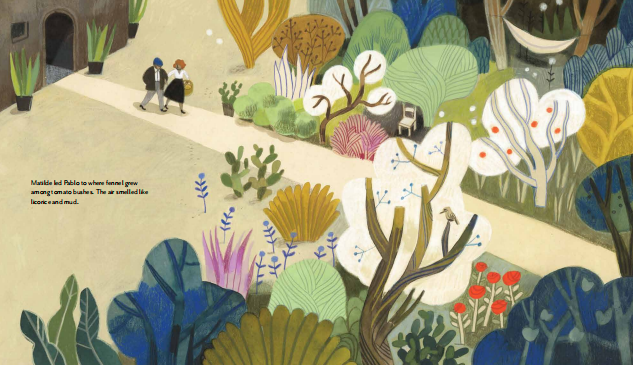 Matilde led Pablo to where fennel grew
among tomato bushes. The air smelled like
licorice and mud.